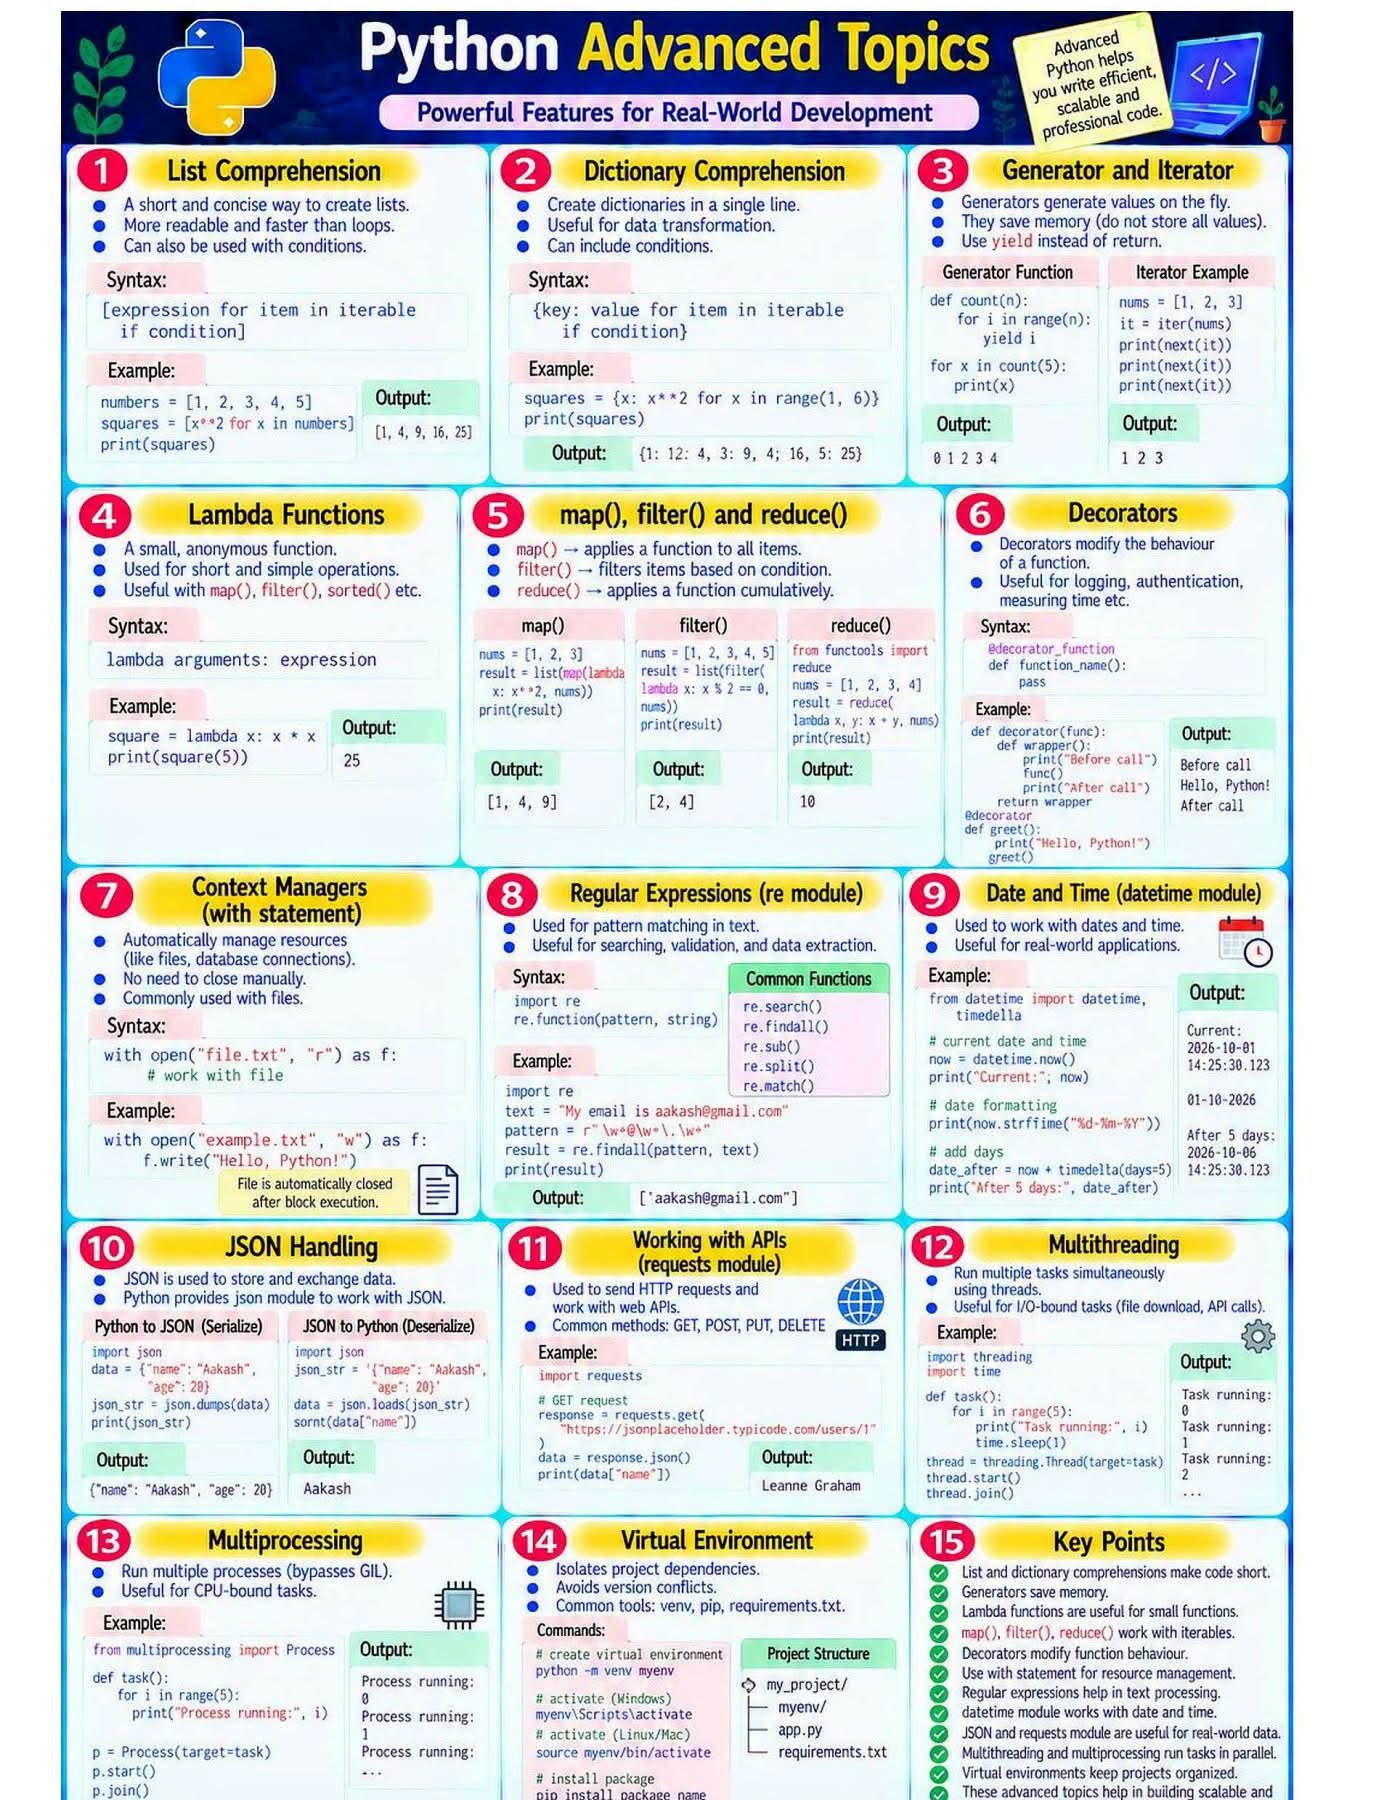 Python Advanced Topics
Powerful Features for Real-World Development
Advanced
Python helps
you write efficient,
scalable and
professional code.
</>
1 List Comprehension
A short and concise way to create lists.
More readable and faster than loops.
Can also be used with conditions.
Syntax:
[expression for item in iterable
if condition]
Example:
numbers = [1, 2, 3, 4, 5]
squares = [x**2 for x in numbers]
print(squares)
Output:
[1, 4, 9, 16, 25]
2 Dictionary Comprehension
Create dictionaries in a single line.
Useful for data transformation.
Can include conditions.
Syntax:
{key: value for item in iterable
if condition}
Example:
squares = {x: x**2 for x in range(1, 6)}
print(squares)
Output:
{1: 12: 4, 3: 9, 4; 16, 5: 25}
3 Generator and Iterator
Generators generate values on the fly.
They save memory (do not store all values).
Use yield instead of return.
Generator Function
def count(n):
for i in range(n):
yield i
for x in count(5):
print(x)
Output:
0 1 2 3 4
Iterator Example
nums = [1, 2, 3]
it = iter(nums)
print(next(it))
print(next(it))
print(next(it))
Output:
1 2 3
4 Lambda Functions
A small, anonymous function.
Used for short and simple operations.
Useful with map(), filter(), sorted() etc.
Syntax:
lambda arguments: expression
Example:
square = lambda x: x * x
print(square(5))
Output:
25
5 map(), filter() and reduce()
map() → applies a function to all items.
filter() → filters items based on condition.
reduce() → applies a function cumulatively.
map()
nums = [1, 2, 3]
result = list(map(lambda
x: x**2, nums))
print(result)
Output:
[1, 4, 9]
filter()
nums = [1, 2, 3, 4, 5]
result = list(filter(
lambda x: x % 2 == 0,
nums))
print(result)
Output:
[2, 4]
reduce()
from functools import
reduce
nums = [1, 2, 3, 4]
result = reduce(
lambda x, y: x + y, nums)
print(result)
Output:
10
6 Decorators
Decorators modify the behaviour
of a function.
Useful for logging, authentication,
measuring time etc.
Syntax:
@decorator_function
def function_name():
pass
Example:
def decorator(func):
def wrapper():
print("Before call")
func()
print("After call")
return wrapper
@decorator
def greet():
print("Hello, Python!")
greet()
Output:
Before call
Hello, Python!
After call
7 Context Managers
(with statement)
Automatically manage resources
(like files, database connections).
No need to close manually.
Commonly used with files.
Syntax:
with open("file.txt", "r") as f:
# work with file
Example:
with open("example.txt", "w") as f:
f.write("Hello, Python!")
File is automatically closed
after block execution.
8 Regular Expressions (re module)
Used for pattern matching in text.
Useful for searching, validation, and data extraction.
Syntax:
import re
re.function(pattern, string)
Common Functions
re.search()
re.findall()
re.sub()
re.split()
re.match()
Example:
import re
text = "My email is aakash@gmail.com"
pattern = r"\w+@\w+\.\w+"
result = re.findall(pattern, text)
print(result)
Output:
['aakash@gmail.com"]
9 Date and Time (datetime module)
Used to work with dates and time.
Useful for real-world applications.
Example:
from datetime import datetime,
timedella
# current date and time
now = datetime.now()
print("Current:"; now)
# date formatting
print(now.strffime("%d-%m-%Y"))
# add days
date_after = now + timedelta(days=5)
print("After 5 days:", date_after)
Output:
Current:
2026-10-01
14:25:30.123
01-10-2026
After 5 days:
2026-10-06
14:25:30.123
10 JSON Handling
JSON is used to store and exchange data.
Python provides json module to work with JSON.
Python to JSON (Serialize)
import json
data = {"name": "Aakash",
"age": 20}
json_str = json.dumps(data)
print(json_str)
Output:
{"name": "Aakash", "age": 20}
JSON to Python (Deserialize)
import json
json_str = '{"name": "Aakash",
"age": 20}'
data = json.loads(json_str)
sornt(data["name"])
Output:
Aakash
11 Working with APIs
(requests module)
Used to send HTTP requests and
work with web APIs.
Common methods: GET, POST, PUT, DELETE
HTTP
Example:
import requests
# GET request
response = requests.get(
"https://jsonplaceholder.typicode.com/users/1"
)
data = response.json()
print(data["name"])
Output:
Leanne Graham
12 Multithreading
Run multiple tasks simultaneously
using threads.
Useful for I/O-bound tasks (file download, API calls).
Example:
import threading
import time
def task():
for i in range(5):
print("Task running:", i)
time.sleep(1)
thread = threading.Thread(target=task)
thread.start()
thread.join()
Output:
Task running:
0
Task running:
1
Task running:
2
...
13 Multiprocessing
Run multiple processes (bypasses GIL).
Useful for CPU-bound tasks.
Example:
from multiprocessing import Process
def task():
for i in range(5):
print("Process running:", i)
p = Process(target=task)
p.start()
p.join()
Output:
Process running:
0
Process running:
1
Process running:
...
14 Virtual Environment
Isolates project dependencies.
Avoids version conflicts.
Common tools: venv, pip, requirements.txt.
Commands:
# create virtual environment
python -m venv myenv
# activate (Windows)
myenv\Scripts\activate
# activate (Linux/Mac)
source myenv/bin/activate
# install package
pip install package_name
Project Structure
my_project/
myenv/
app.py
requirements.txt
15 Key Points
List and dictionary comprehensions make code short.
Generators save memory.
Lambda functions are useful for small functions.
map(), filter(), reduce() work with iterables.
Decorators modify function behaviour.
Use with statement for resource management.
Regular expressions help in text processing.
datetime module works with date and time.
JSON and requests module are useful for real-world data.
Multithreading and multiprocessing run tasks in parallel.
Virtual environments keep projects organized.
These advanced topics help in building scalable and